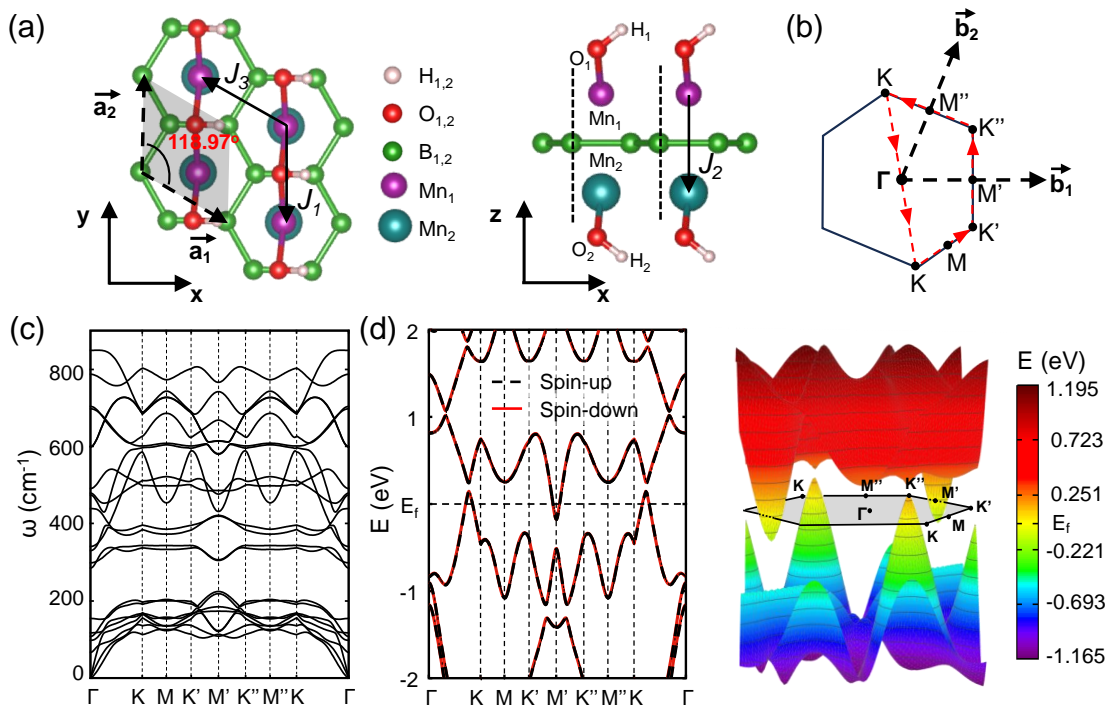 (a)
J₃
a₂
118.97°
J₁
a₁
y
x
H₁,₂
O₁,₂
B₁,₂
Mn₁
Mn₂
H₁
O₁
Mn₁
Mn₂
J₂
O₂
H₂
z
x
(b)
b₂
K
M''
K''
Γ
M'
b₁
K'
M
K
(c)
ω (cm⁻¹)
800
600
400
200
0
Γ K M K' M' K'' M'' K Γ
(d)
E (eV)
2
1
E_f
-1
-2
Spin-up
Spin-down
Γ K M K' M' K'' M'' K Γ
K
M''
K''
M'
K'
Γ
M
K
E (eV)
1.195
0.723
0.251
E_f
-0.221
-0.693
-1.165